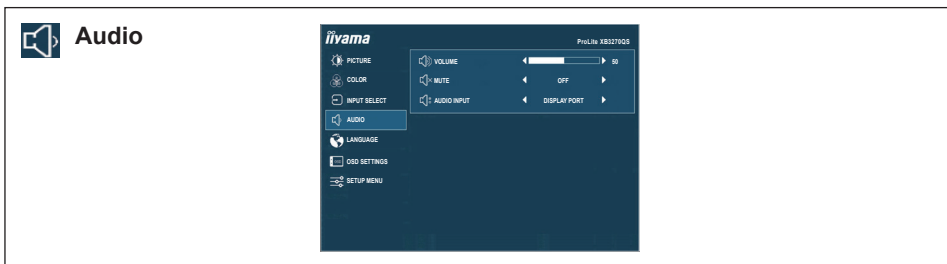 Audio
iiyama
ProLite XB3270QS
PICTURE
VOLUME 50
COLOR
MUTE OFF
INPUT SELECT
AUDIO INPUT DISPLAY PORT
AUDIO
LANGUAGE
OSD SETTINGS
SETUP MENU